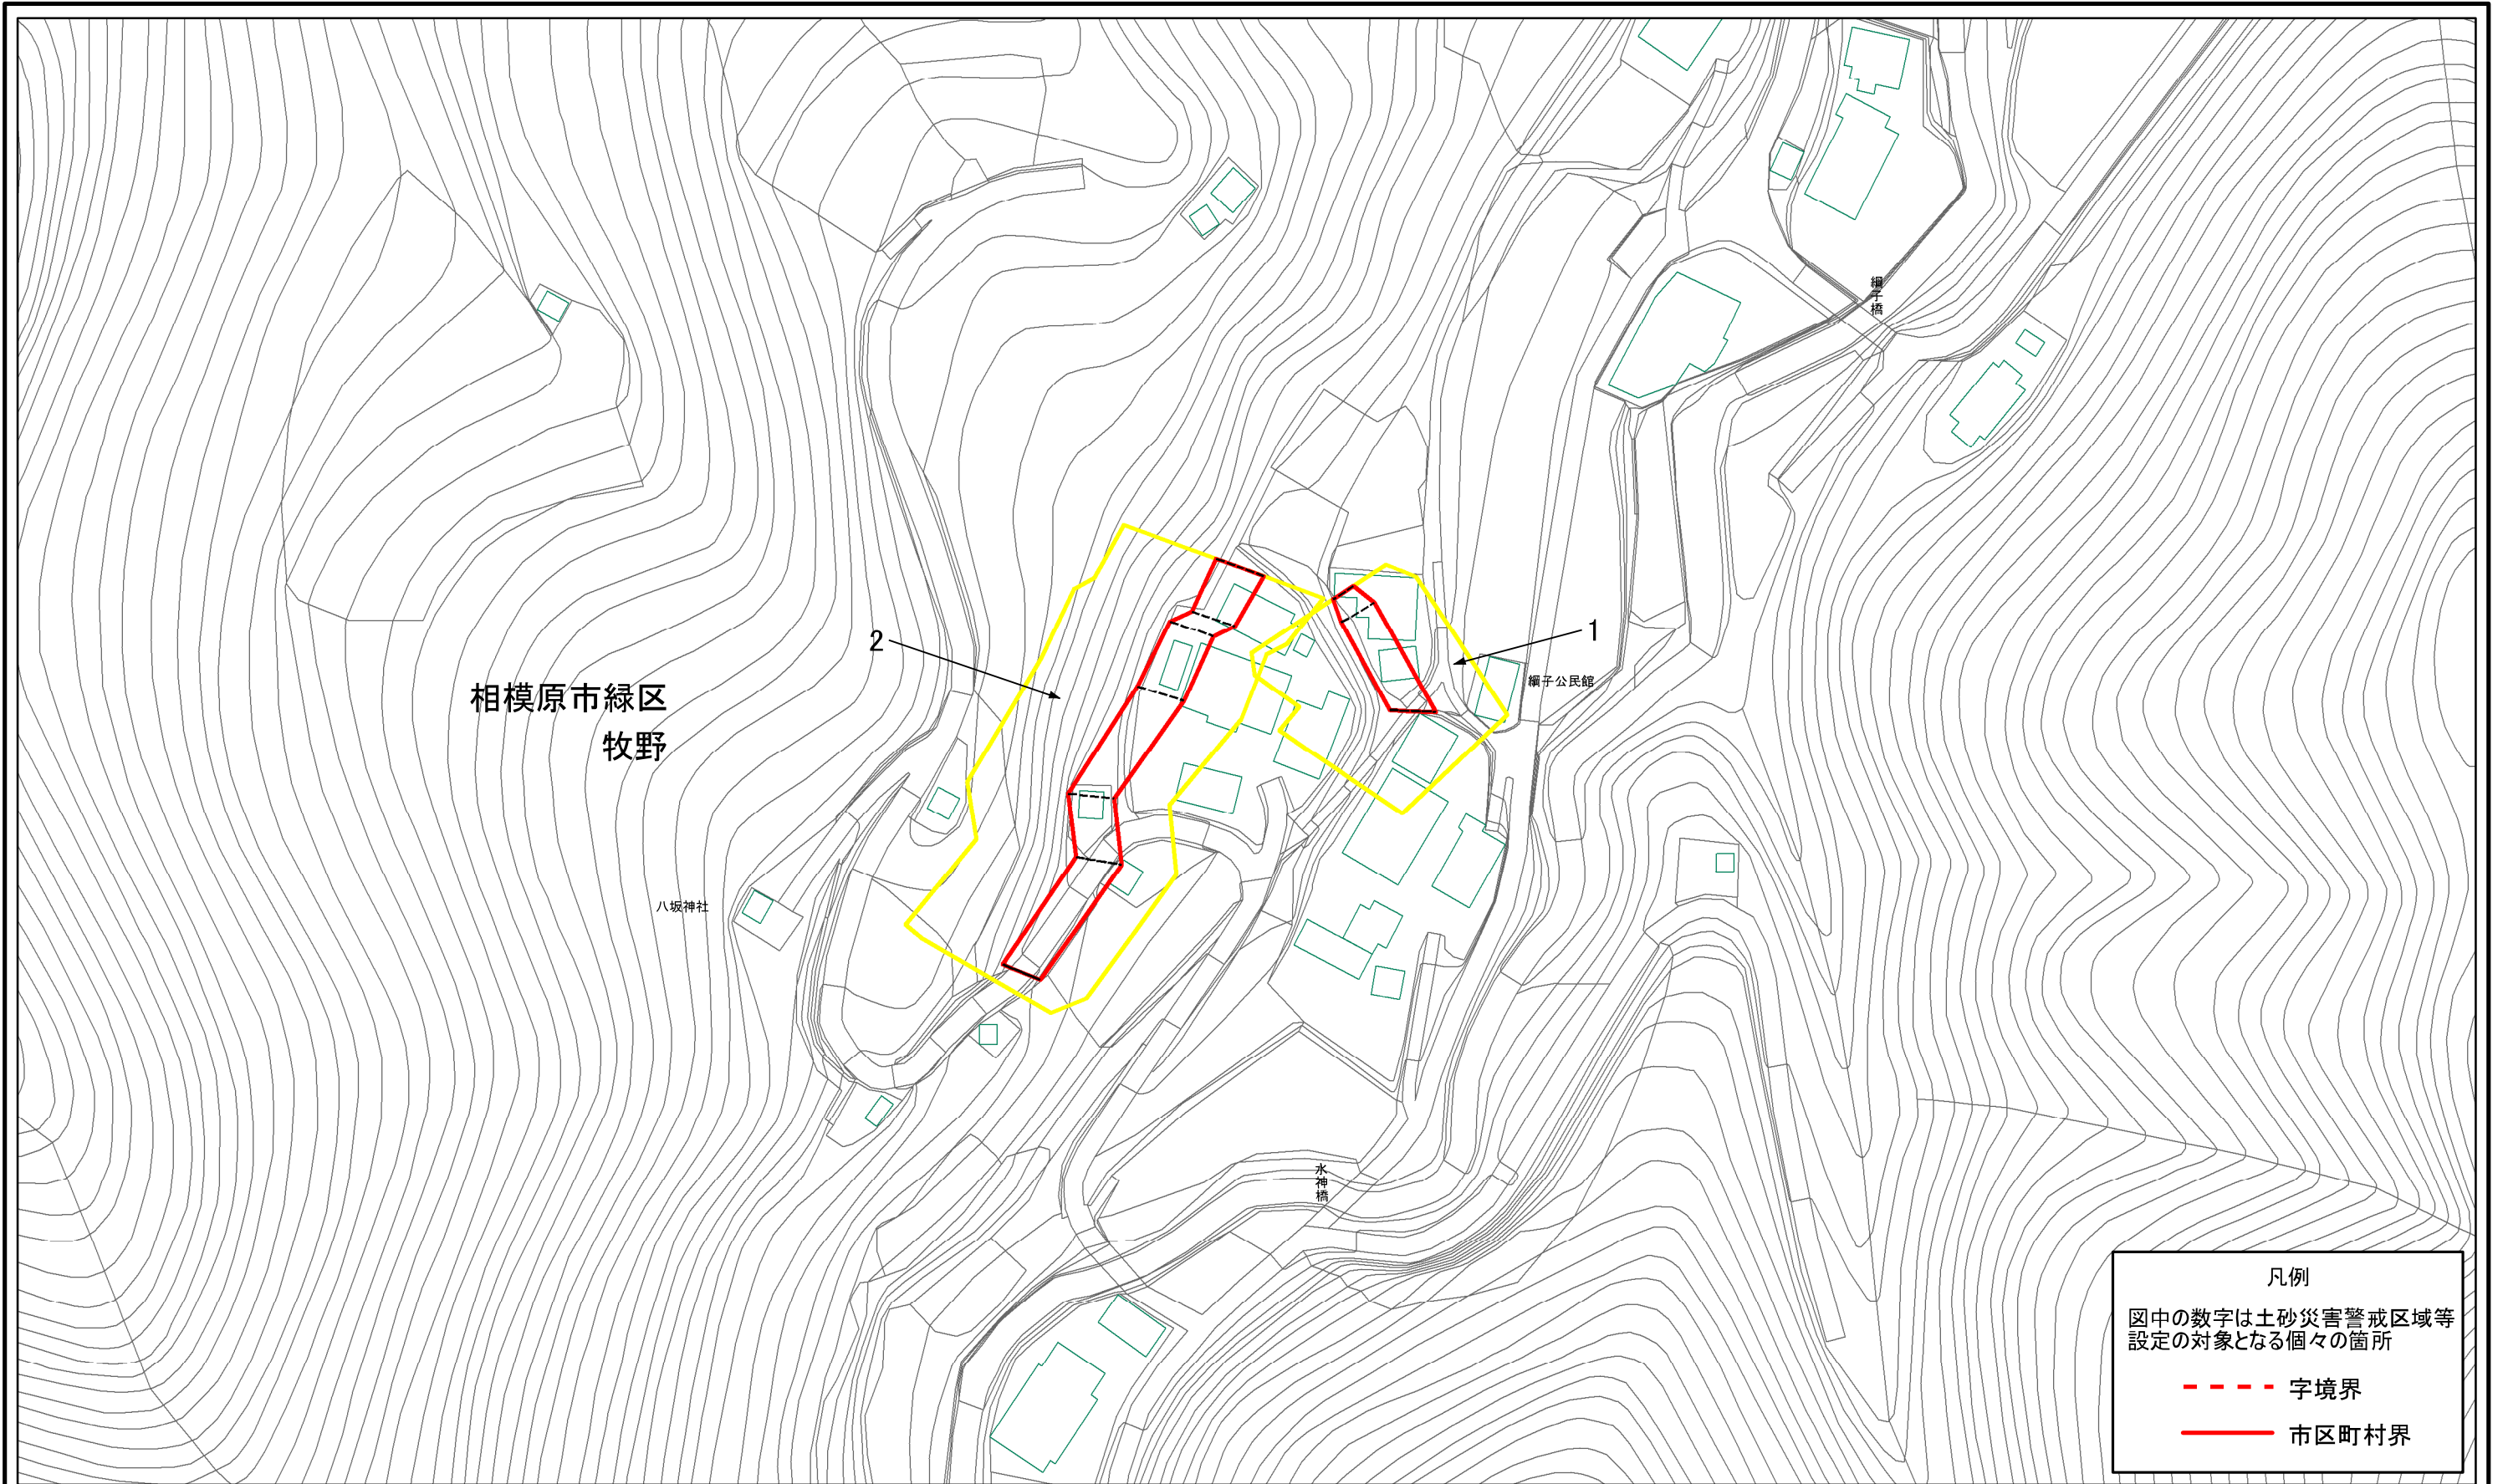 綱子橋
2
1
綱子公民館
相模原市緑区
牧野
八坂神社
水神橋
凡例
図中の数字は土砂災害警戒区域等
設定の対象となる個々の箇所
字境界
市区町村界